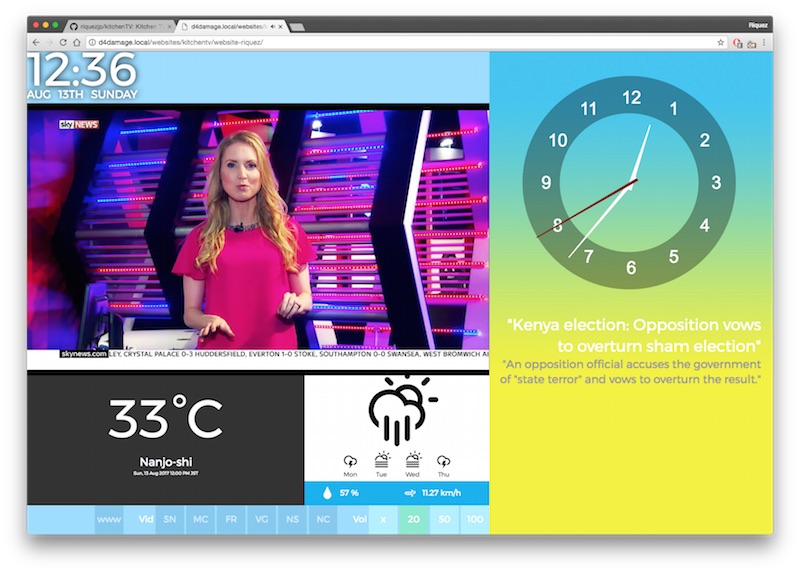 riquezjp/kitchenTV: Kitchen T
d4damage.local/websites/k
Riquez
d4damage.local/websites/kitchentv/website-riquez/
12:36
AUG 13TH SUNDAY
sky NEWS
skynews.com
LEY, CRYSTAL PALACE 0-3 HUDDERSFIELD, EVERTON 1-0 STOKE, SOUTHAMPTON 0-0 SWANSEA, WEST BROMWICH
33°C
Nanjo-shi
Sun, 13 Aug 2017 12:00 PM JST
Mon Tue Wed Thu
57 % 11.27 km/h
www Vid SN MC FR VG NS NC Vol x 20 50 100
12
1
2
3
4
5
6
7
8
9
10
11
"Kenya election: Opposition vows
to overturn sham election"
"An opposition official accuses the government
of "state terror" and vows to overturn the result."